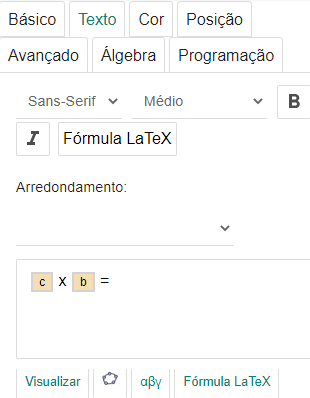 Básico Texto Cor Posição
Avançado Álgebra Programação
Sans-Serif Médio B
I Fórmula LaTeX
Arredondamento:
c x b =
Visualizar αβγ Fórmula LaTeX